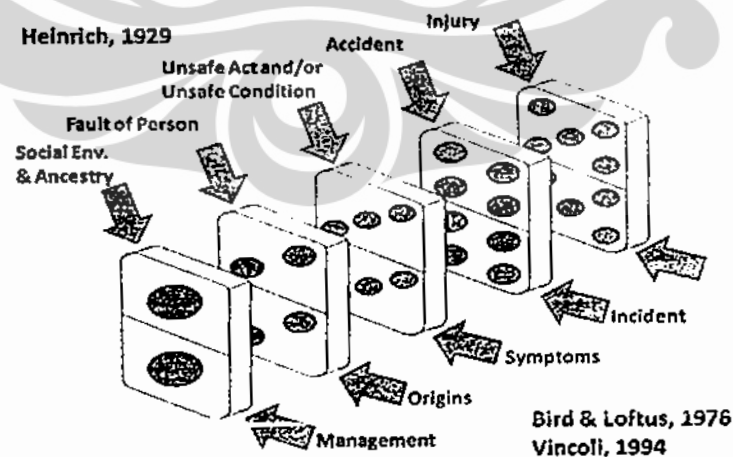 Heinrich, 1929
Injury
Accident
Unsafe Act and/or
Unsafe Condition
Fault of Person
Social Env.
& Ancestry
Incident
Symptoms
Origins
Management
Bird & Loftus, 1976
Vincoli, 1994